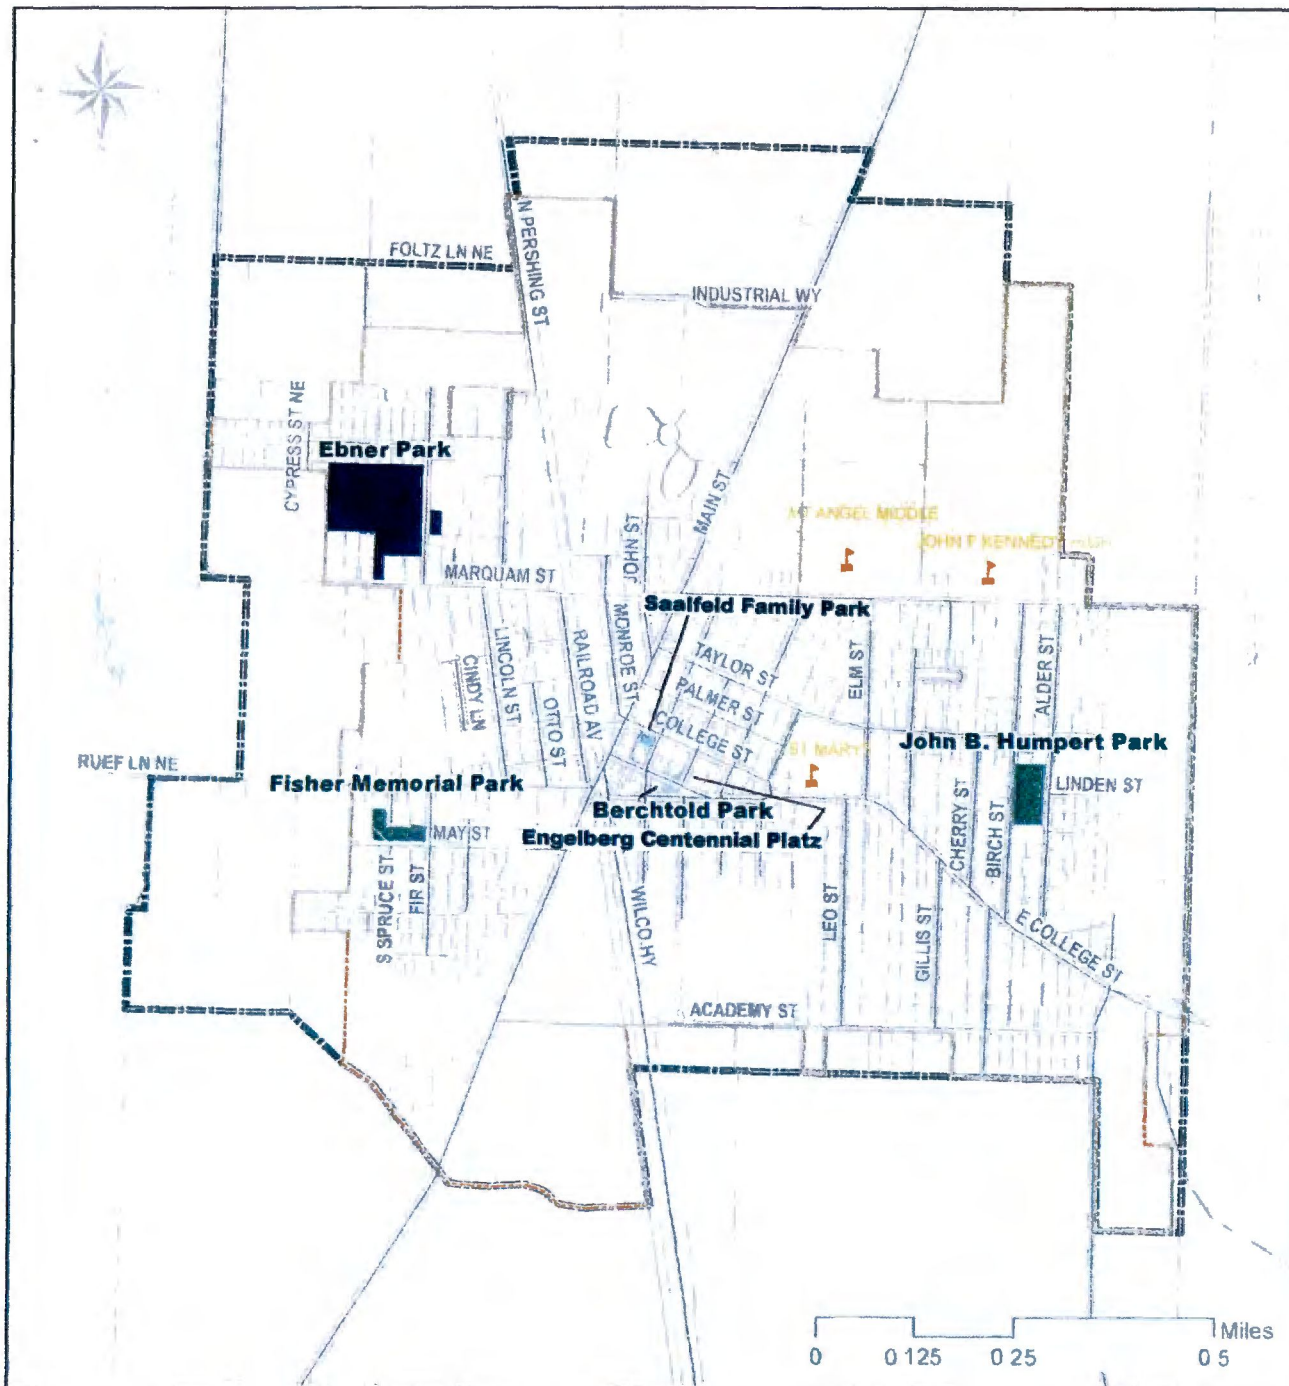 FOLTZ LN NE
N PERSHING ST
INDUSTRIAL WY
CYPRESS ST NE
Ebner Park
MAIN ST
MT ANGEL MIDDLE
JOHN F KENNEDY HIGH
JOHN ST
MARQUAM ST
Saalfeld Family Park
MONROE ST
LINCOLN ST
RAILROAD AV
CINDY LN
OTTO ST
TAYLOR ST
PALMER ST
COLLEGE ST
ELM ST
ALDER ST
ST MARYS
John B. Humpert Park
RUEF LN NE
Fisher Memorial Park
LINDEN ST
Berchtold Park
Engelberg Centennial Platz
MAY ST
CHERRY ST
BIRCH ST
S SPRUCE ST
FIR ST
WILCO HY
LEO ST
GILLIS ST
E COLLEGE ST
ACADEMY ST
Miles
0 0 125 0 25 0 5